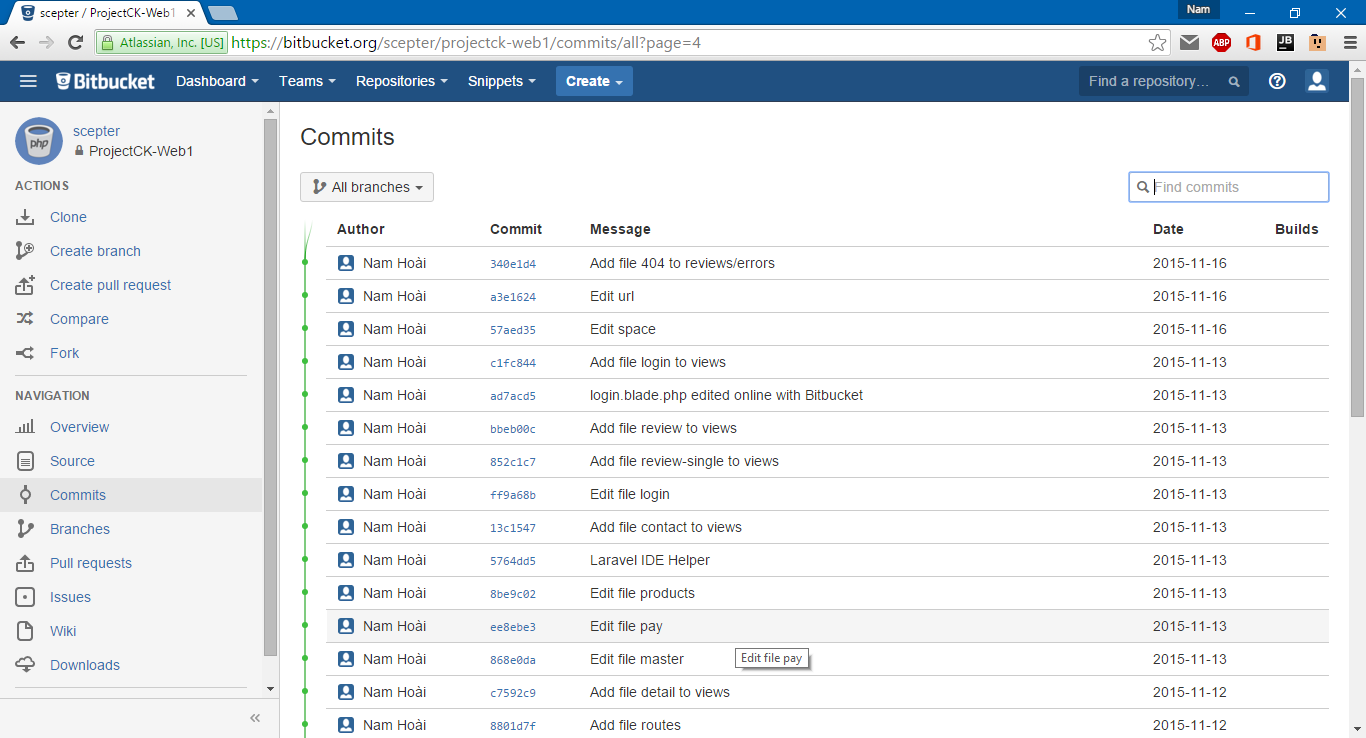 scepter / ProjectCK-Web1
Nam
Atlassian, Inc. [US] https://bitbucket.org/scepter/projectck-web1/commits/all?page=4
ABP
JB
Bitbucket Dashboard Teams Repositories Snippets Create Find a repository...
php
scepter
ProjectCK-Web1
ACTIONS
Clone
Create branch
Create pull request
Compare
Fork
NAVIGATION
Overview
Source
Commits
Branches
Pull requests
Issues
Wiki
Downloads
Commits
All branches Find commits
Author Commit Message Date Builds
Nam Hoài 340e1d4 Add file 404 to reviews/errors 2015-11-16
Nam Hoài a3e1624 Edit url 2015-11-16
Nam Hoài 57aed35 Edit space 2015-11-16
Nam Hoài c1fc844 Add file login to views 2015-11-13
Nam Hoài ad7acd5 login.blade.php edited online with Bitbucket 2015-11-13
Nam Hoài bbeb00c Add file review to views 2015-11-13
Nam Hoài 852c1c7 Add file review-single to views 2015-11-13
Nam Hoài ff9a68b Edit file login 2015-11-13
Nam Hoài 13c1547 Add file contact to views 2015-11-13
Nam Hoài 5764dd5 Laravel IDE Helper 2015-11-13
Nam Hoài 8be9c02 Edit file products 2015-11-13
Nam Hoài ee8ebe3 Edit file pay 2015-11-13
Nam Hoài 868e0da Edit file master 2015-11-13
Edit file pay
Nam Hoài c7592c9 Add file detail to views 2015-11-12
Nam Hoài 8801d7f Add file routes 2015-11-12